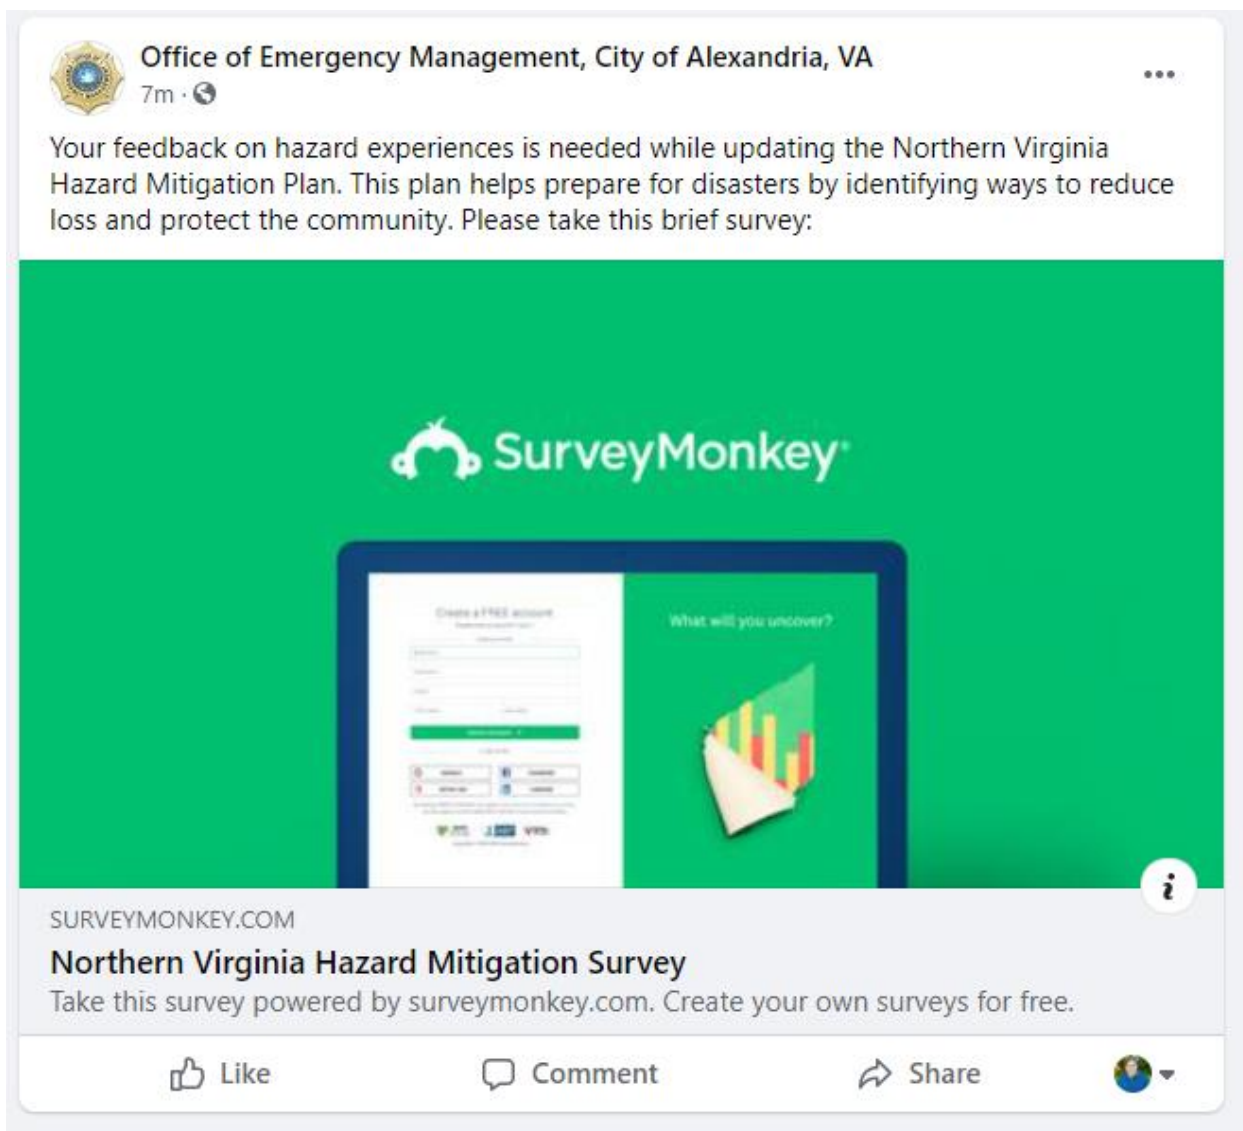 Office of Emergency Management, City of Alexandria, VA
7m ·
Your feedback on hazard experiences is needed while updating the Northern Virginia
Hazard Mitigation Plan. This plan helps prepare for disasters by identifying ways to reduce
loss and protect the community. Please take this brief survey:
SurveyMonkey
Create a FREE account
What will you uncover?
i
SURVEYMONKEY.COM
Northern Virginia Hazard Mitigation Survey
Take this survey powered by surveymonkey.com. Create your own surveys for free.
Like Comment Share